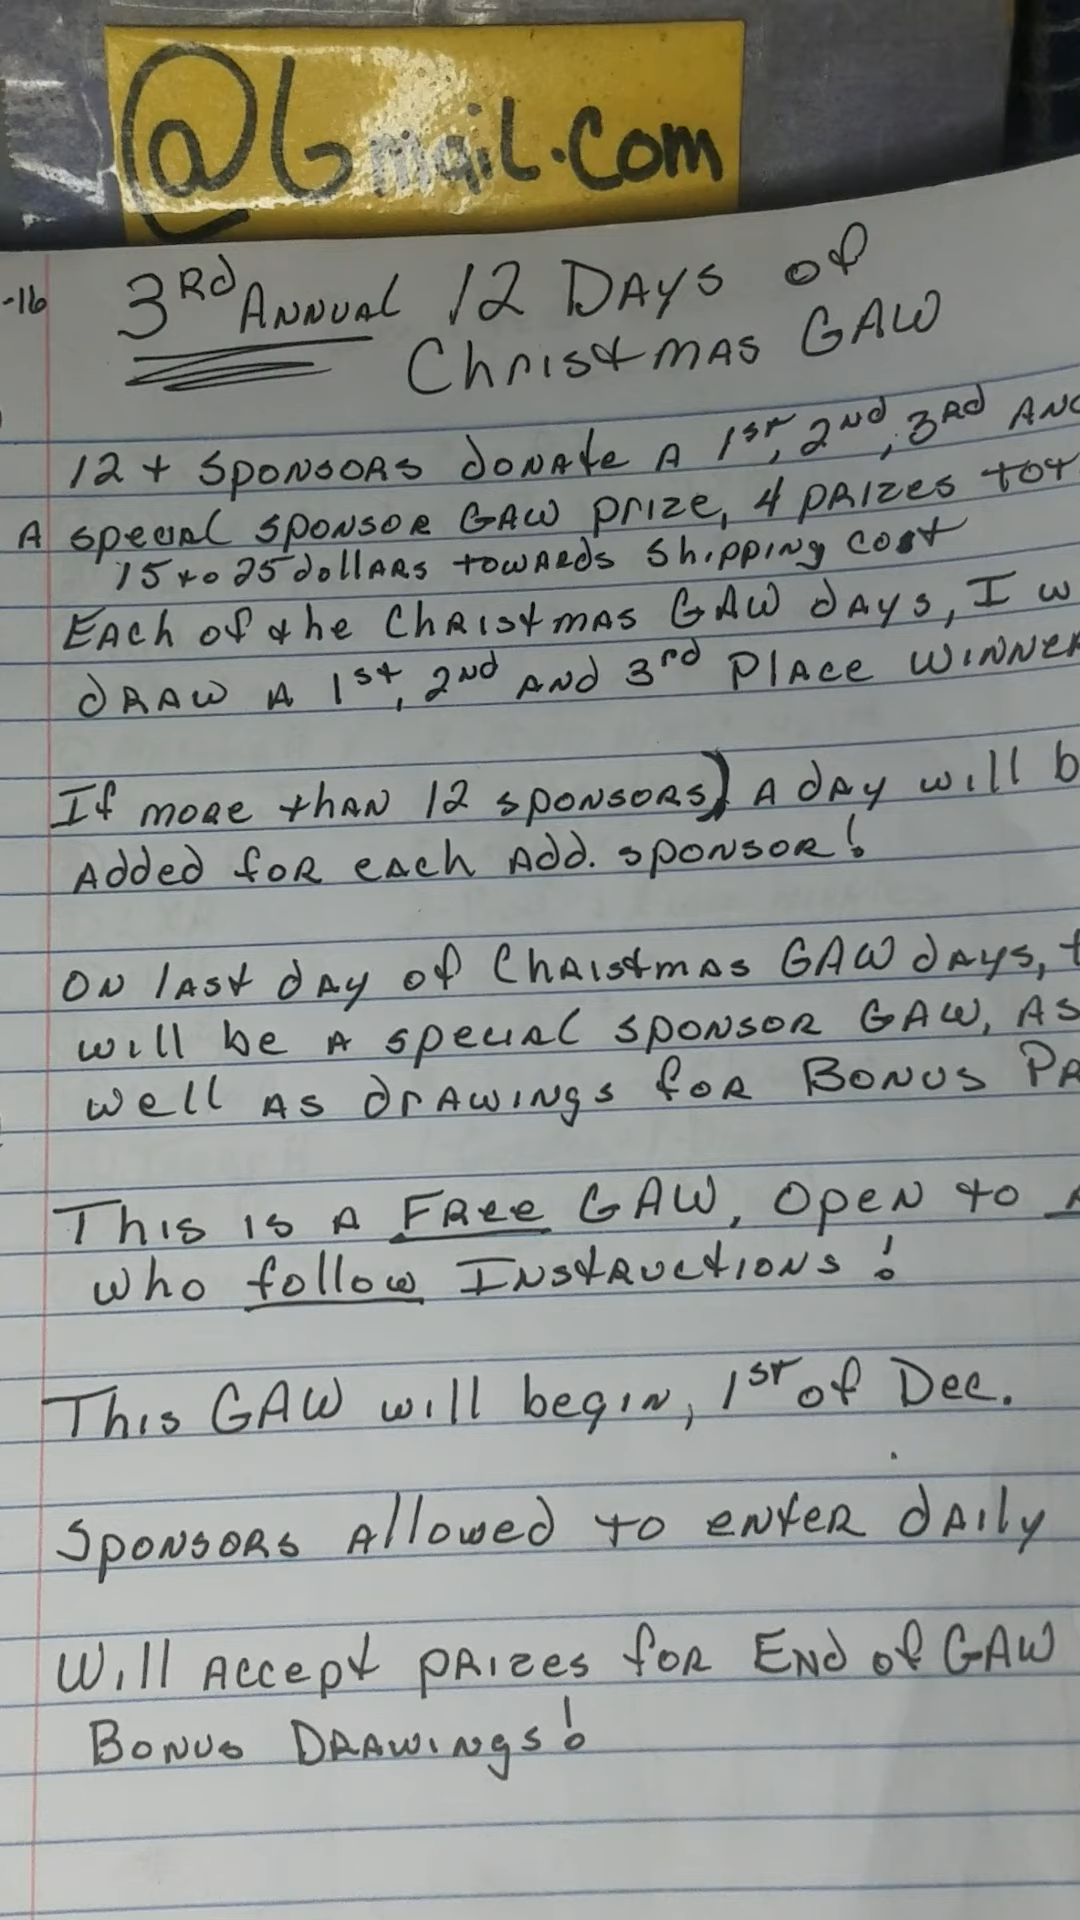 @Gmail.com
-16
3RD ANNUAL 12 DAYS of
Christmas GAW
12+ SPONSORS donate A 1st, 2nd, 3RD
A special sponsor GAW prize, 4 PRIZES
15 to 25 dollars towards shipping cost
Each of the Christmas GAW days, I
DRAW A 1st, 2nd AND 3rd Place
If more than 12 sponsors) A day will
Added for each Add. sponsor!
ON last day of Christmas GAW days,
will be A special sponsor GAW, AS
well AS drawings for BONUS
This is A FREE GAW, Open to
who follow INSTRUCTIONS!
This GAW will begin, 1st of Dec.
Sponsors Allowed to enter daily
Will Accept prizes for END of GAW
Bonus Drawings!